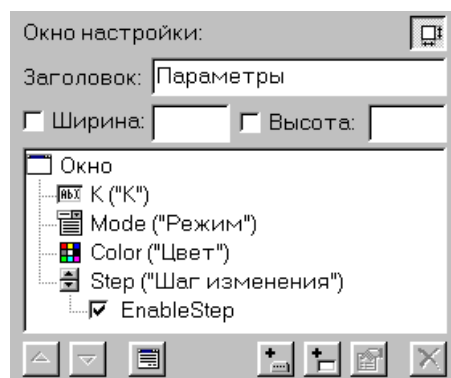 Окно настройки:
Заголовок: Параметры
Ширина: Высота:
Окно
K ("K")
Mode ("Режим")
Color ("Цвет")
Step ("Шаг изменения")
EnableStep